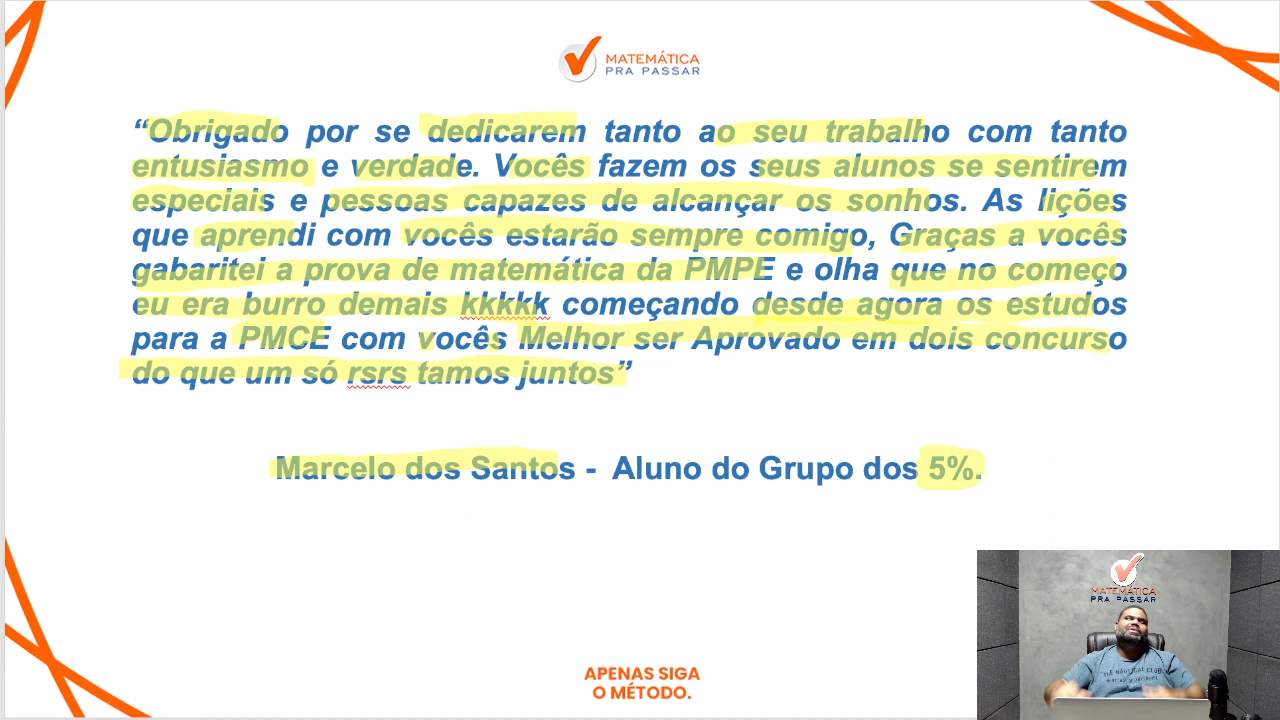 MATEMÁTICA
PRA PASSAR
“Obrigado por se dedicarem tanto ao seu trabalho com tanto
entusiasmo e verdade. Vocês fazem os seus alunos se sentirem
especiais e pessoas capazes de alcançar os sonhos. As lições
que aprendi com vocês estarão sempre comigo, Graças a vocês
gabaritei a prova de matemática da PMPE e olha que no começo
eu era burro demais kkkkk começando desde agora os estudos
para a PMCE com vocês Melhor ser Aprovado em dois concurso
do que um só rsrs tamos juntos”
Marcelo dos Santos - Aluno do Grupo dos 5%.
MATEMÁTICA
PRA PASSAR
NAUTICAL CLUB
APENAS SIGA
O MÉTODO.